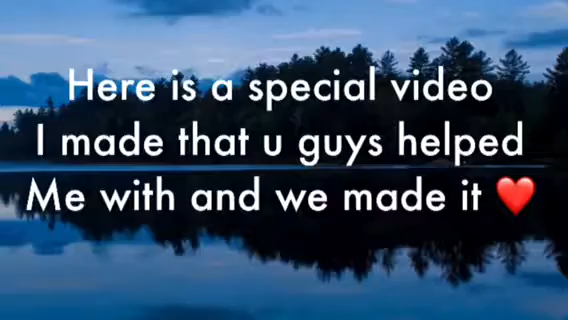 Here is a special video
I made that u guys helped
Me with and we made it ❤️